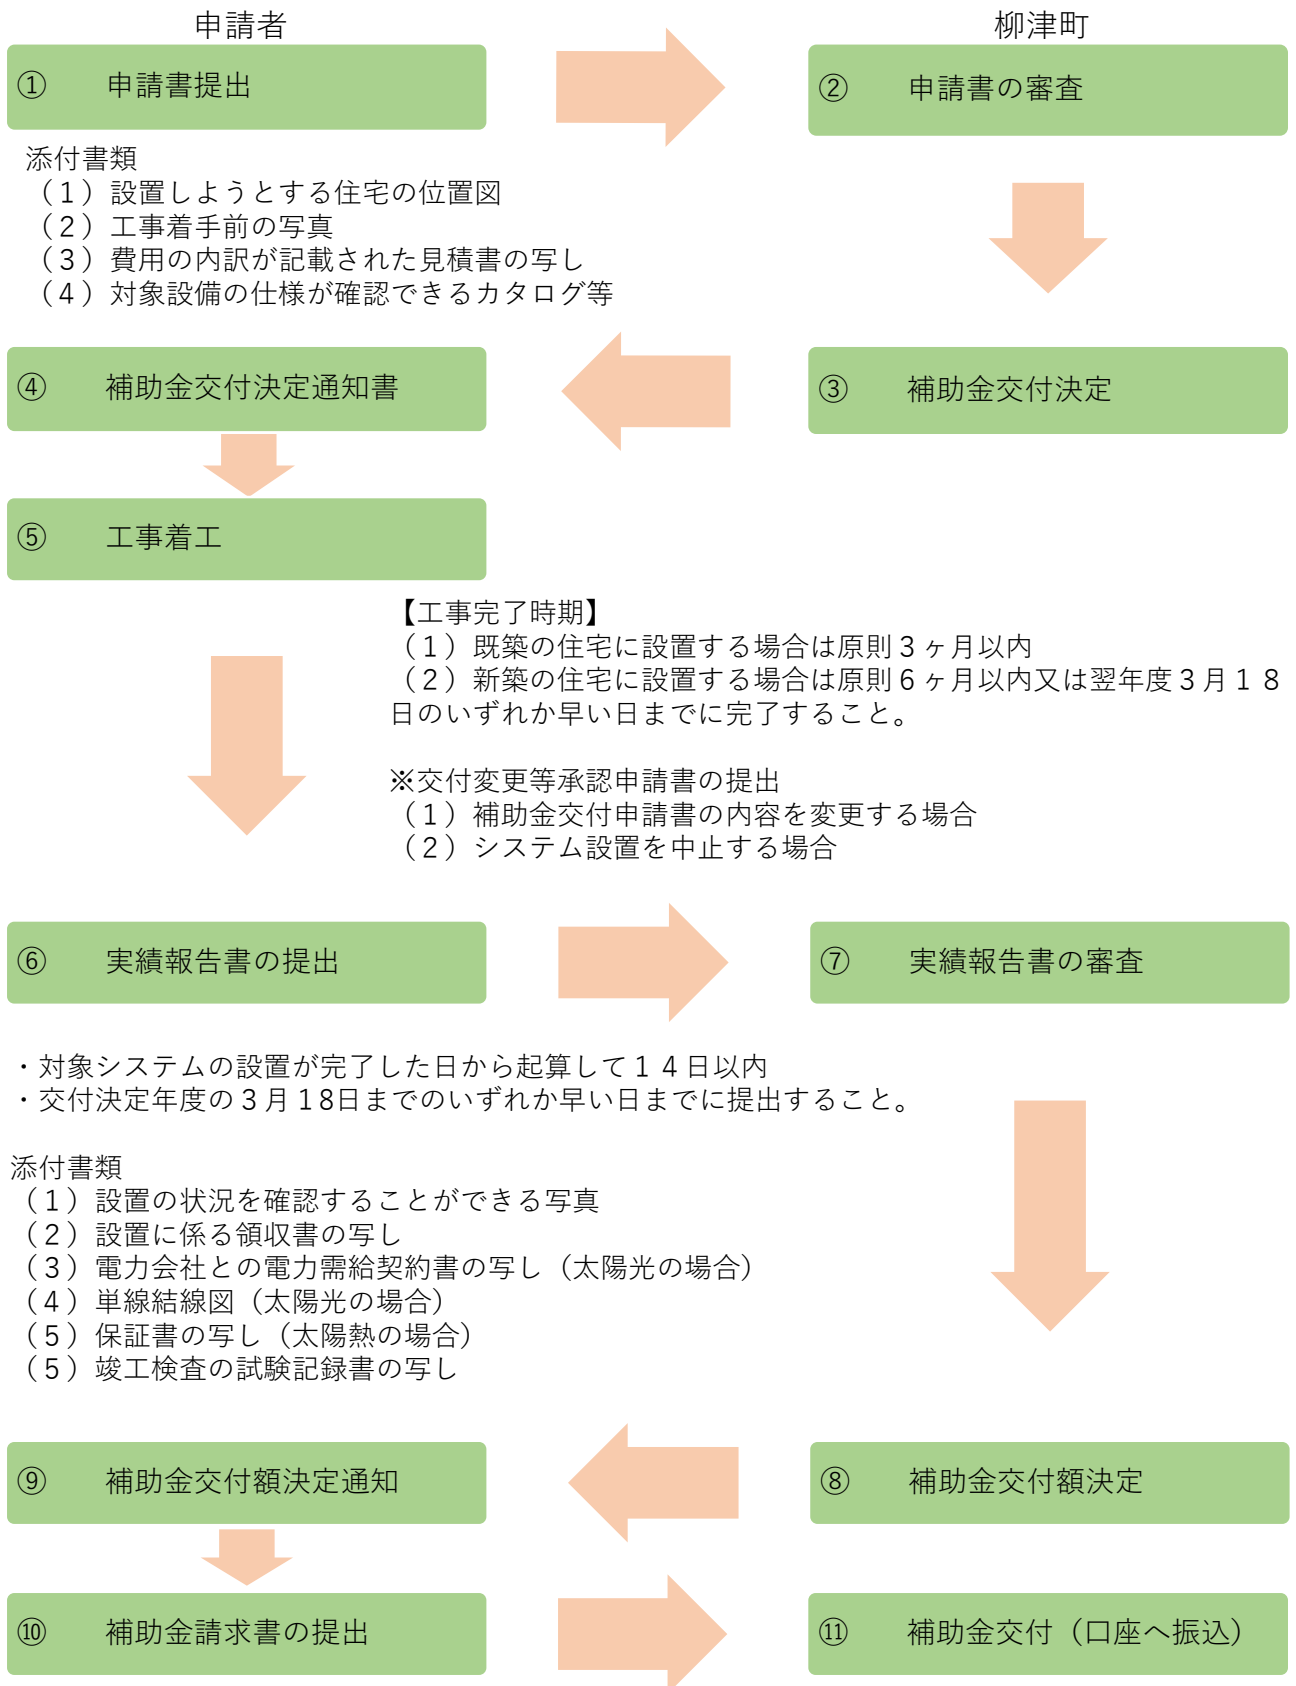 申請者
柳津町
① 申請書提出
② 申請書の審査
添付書類
（１）設置しようとする住宅の位置図
（２）工事着手前の写真
（３）費用の内訳が記載された見積書の写し
（４）対象設備の仕様が確認できるカタログ等
④ 補助金交付決定通知書
③ 補助金交付決定
⑤ 工事着工
【工事完了時期】
（１）既築の住宅に設置する場合は原則３ヶ月以内
（２）新築の住宅に設置する場合は原則６ヶ月以内又は翌年度３月１８
日のいずれか早い日までに完了すること。
※交付変更等承認申請書の提出
（１）補助金交付申請書の内容を変更する場合
（２）システム設置を中止する場合
⑥ 実績報告書の提出
⑦ 実績報告書の審査
・対象システムの設置が完了した日から起算して１４日以内
・交付決定年度の３月18日までのいずれか早い日までに提出すること。
添付書類
（１）設置の状況を確認することができる写真
（２）設置に係る領収書の写し
（３）電力会社との電力需給契約書の写し（太陽光の場合）
（４）単線結線図（太陽光の場合）
（５）保証書の写し（太陽熱の場合）
（５）竣工検査の試験記録書の写し
⑨ 補助金交付額決定通知
⑧ 補助金交付額決定
⑩ 補助金請求書の提出
⑪ 補助金交付（口座へ振込）